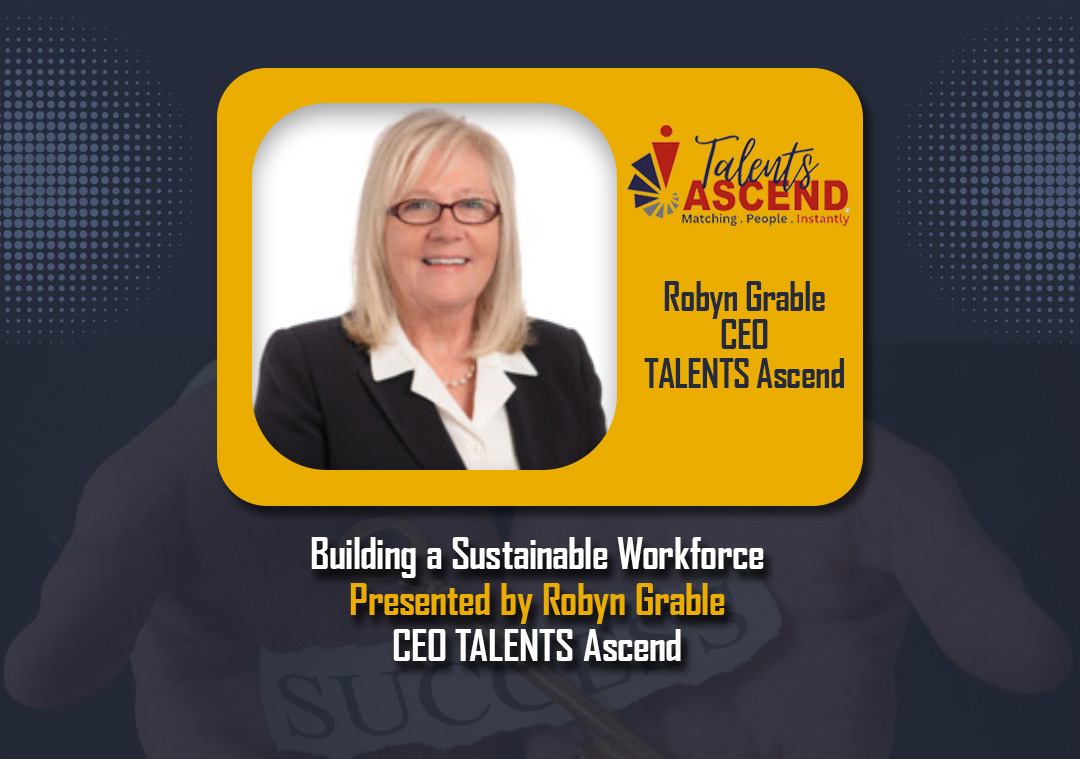 Talents
ASCEND
Matching . People . Instantly
Robyn Grable
CEO
TALENTS Ascend
Building a Sustainable Workforce
Presented by Robyn Grable
CEO TALENTS Ascend
SUCCESS